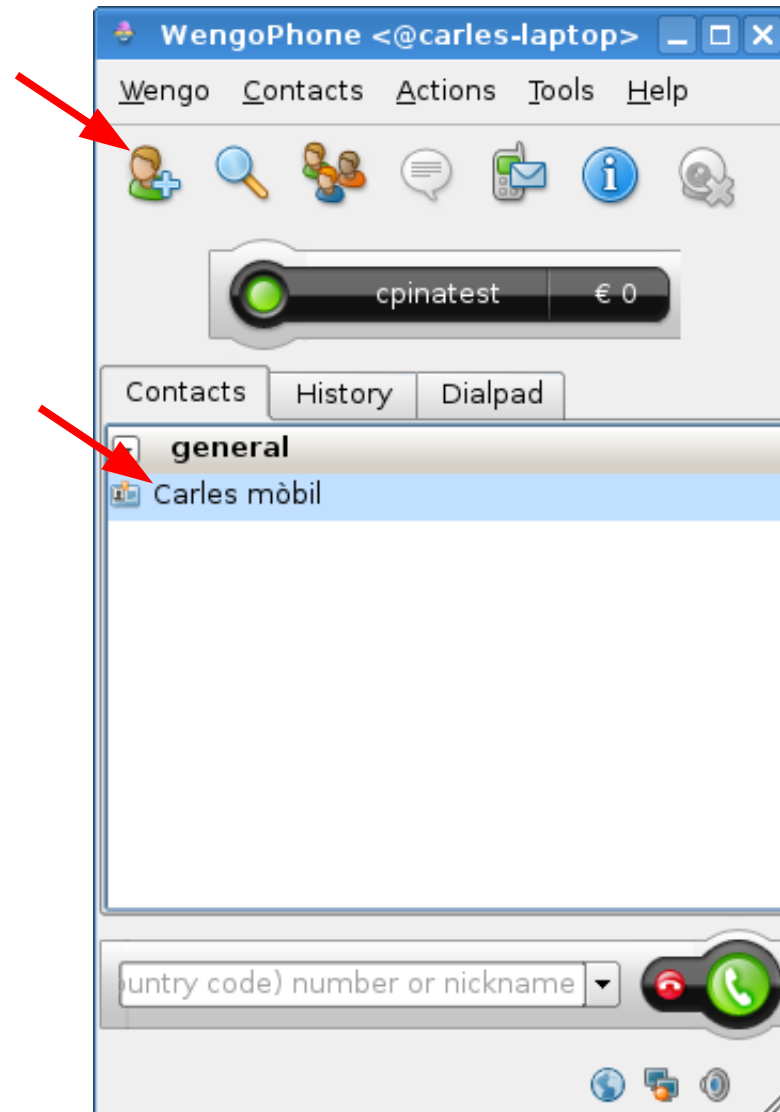 WengoPhone <@carles-laptop>
Wengo Contacts Actions Tools Help
cpinatest € 0
Contacts History Dialpad
general
Carles mòbil
ountry code) number or nickname